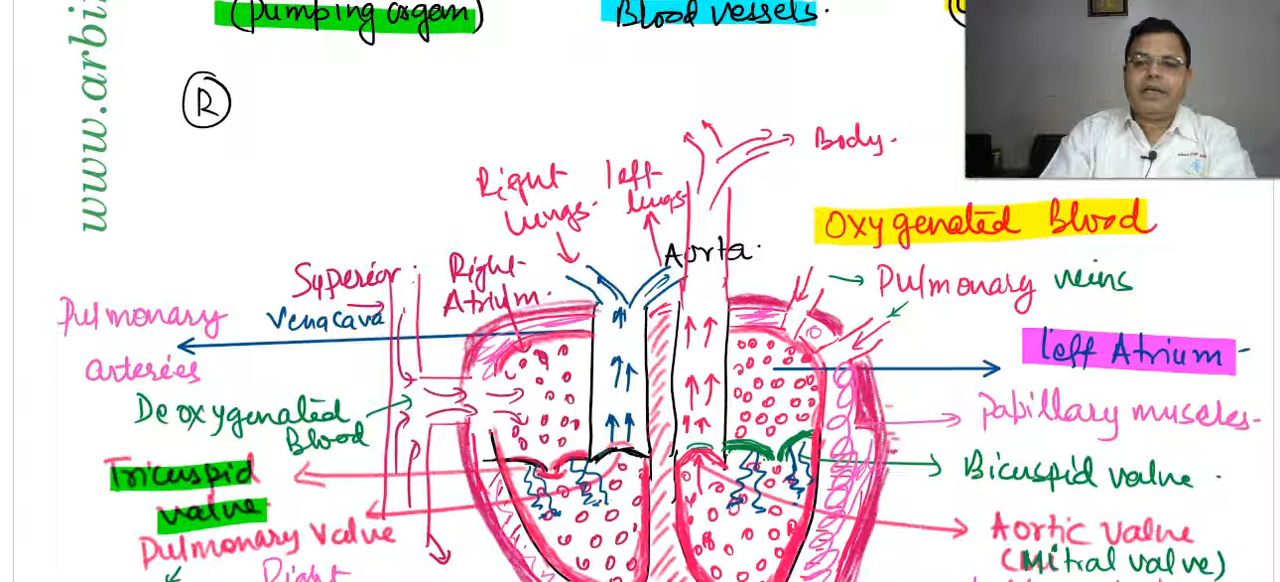 www.arbi
(Pumping organ)
Blood vessels.
R
Body.
Right
lungs.
left
lungs
Aorta.
Oxygenated Blood
Superior
Venacava
Right
Atrium.
Pulmonary veins
Pulmonary
arteries
left Atrium
Deoxygenated
Blood
Papillary muscles.
Tricuspid
valve.
Bicuspid valve.
Pulmonary valve
Aortic valve
(Mitral valve)
Right